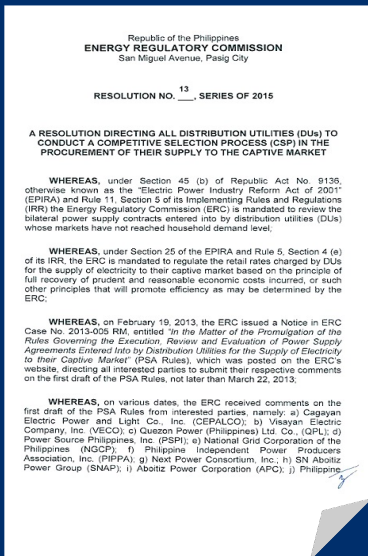 Republic of the Philippines
ENERGY REGULATORY COMMISSION
San Miguel Avenue, Pasig City
RESOLUTION NO. 13, SERIES OF 2015
A RESOLUTION DIRECTING ALL DISTRIBUTION UTILITIES (DUs) TO
CONDUCT A COMPETITIVE SELECTION PROCESS (CSP) IN THE
PROCUREMENT OF THEIR SUPPLY TO THE CAPTIVE MARKET
WHEREAS, under Section 45 (b) of Republic Act No. 9136,
otherwise known as the "Electric Power Industry Reform Act of 2001"
(EPIRA) and Rule 11, Section 5 of its Implementing Rules and Regulations
(IRR) the Energy Regulatory Commission (ERC) is mandated to review the
bilateral power supply contracts entered into by distribution utilities (DUs)
whose markets have not reached household demand level;
WHEREAS, under Section 25 of the EPIRA and Rule 5, Section 4 (e)
of its IRR, the ERC is mandated to regulate the retail rates charged by DUs
for the supply of electricity to their captive market based on the principle of
full recovery of prudent and reasonable economic costs incurred, or such
other principles that will promote efficiency as may be determined by the
ERC;
WHEREAS, on February 19, 2013, the ERC issued a Notice in ERC
Case No. 2013-005 RM, entitled "In the Matter of the Promulgation of the
Rules Governing the Execution, Review and Evaluation of Power Supply
Agreements Entered Into by Distribution Utilities for the Supply of Electricity
to their Captive Market" (PSA Rules), which was posted on the ERC's
website, directing all interested parties to submit their respective comments
on the first draft of the PSA Rules, not later than March 22, 2013;
WHEREAS, on various dates, the ERC received comments on the
first draft of the PSA Rules from interested parties, namely: a) Cagayan
Electric Power and Light Co., Inc. (CEPALCO); b) Visayan Electric
Company, Inc. (VECO); c) Quezon Power (Philippines) Ltd. Co., (QPL); d)
Power Source Philippines, Inc. (PSPI); e) National Grid Corporation of the
Philippines (NGCP); f) Philippine Independent Power Producers
Association, Inc. (PIPPA); g) Next Power Consortium, Inc.; h) SN Aboitiz
Power Group (SNAP); i) Aboitiz Power Corporation (APC); j) Philippine